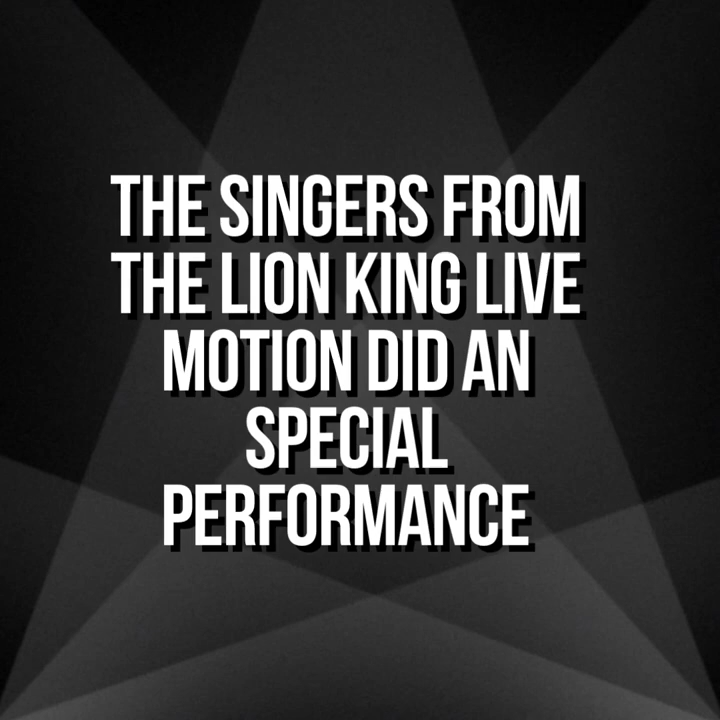 THE SINGERS FROM
THE LION KING LIVE
MOTION DID AN
SPECIAL
PERFORMANCE